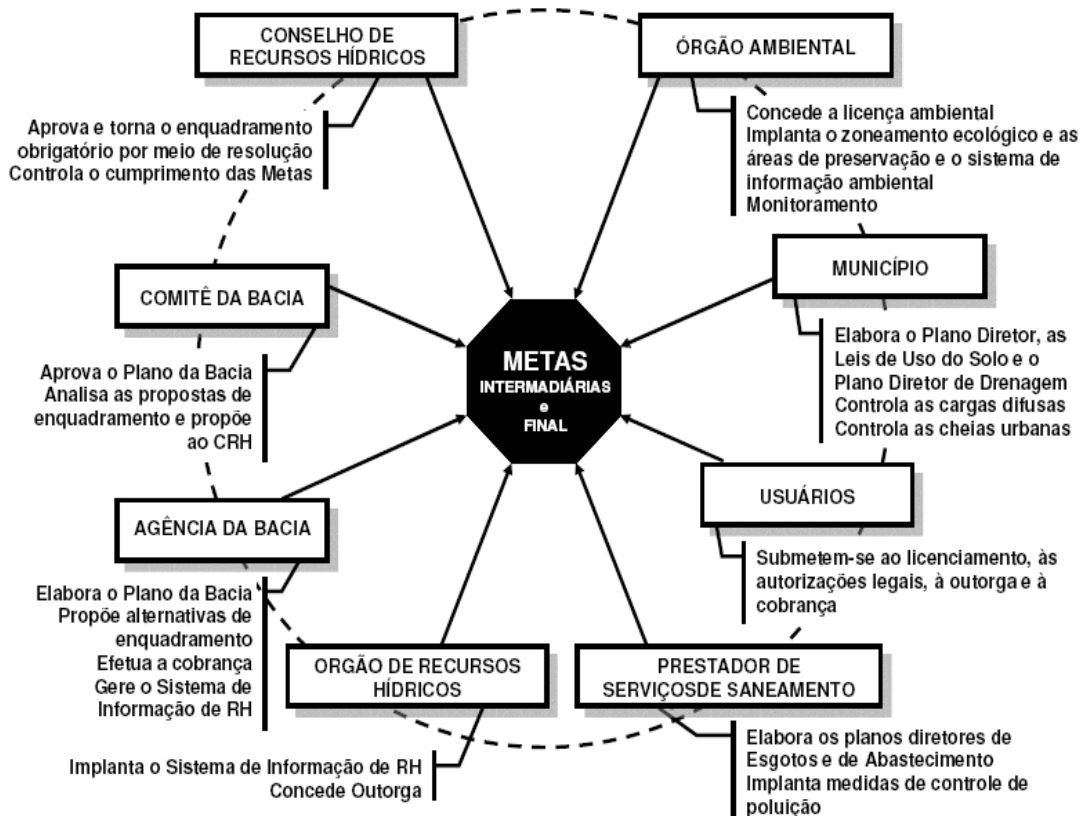 CONSELHO DE
RECURSOS HÍDRICOS
Aprova e torna o enquadramento
obrigatório por meio de resolução
Controla o cumprimento das Metas
ÓRGÃO AMBIENTAL
Concede a licença ambiental
Implanta o zoneamento ecológico e as
áreas de preservação e o sistema de
informação ambiental
Monitoramento
COMITÊ DA BACIA
Aprova o Plano da Bacia
Analisa as propostas de
enquadramento e propõe
ao CRH
METAS
INTERMADIÁRIAS
e
FINAL
MUNICÍPIO
Elabora o Plano Diretor, as
Leis de Uso do Solo e o
Plano Diretor de Drenagem
Controla as cargas difusas
Controla as cheias urbanas
AGÊNCIA DA BACIA
Elabora o Plano da Bacia
Propõe alternativas de
enquadramento
Efetua a cobrança
Gere o Sistema de
Informação de RH
USUÁRIOS
Submetem-se ao licenciamento, às
autorizações legais, à outorga e à
cobrança
ORGÃO DE RECURSOS
HÍDRICOS
Implanta o Sistema de Informação de RH
Concede Outorga
PRESTADOR DE
SERVIÇOSDE SANEAMENTO
Elabora os planos diretores de
Esgotos e de Abastecimento
Implanta medidas de controle de
poluição